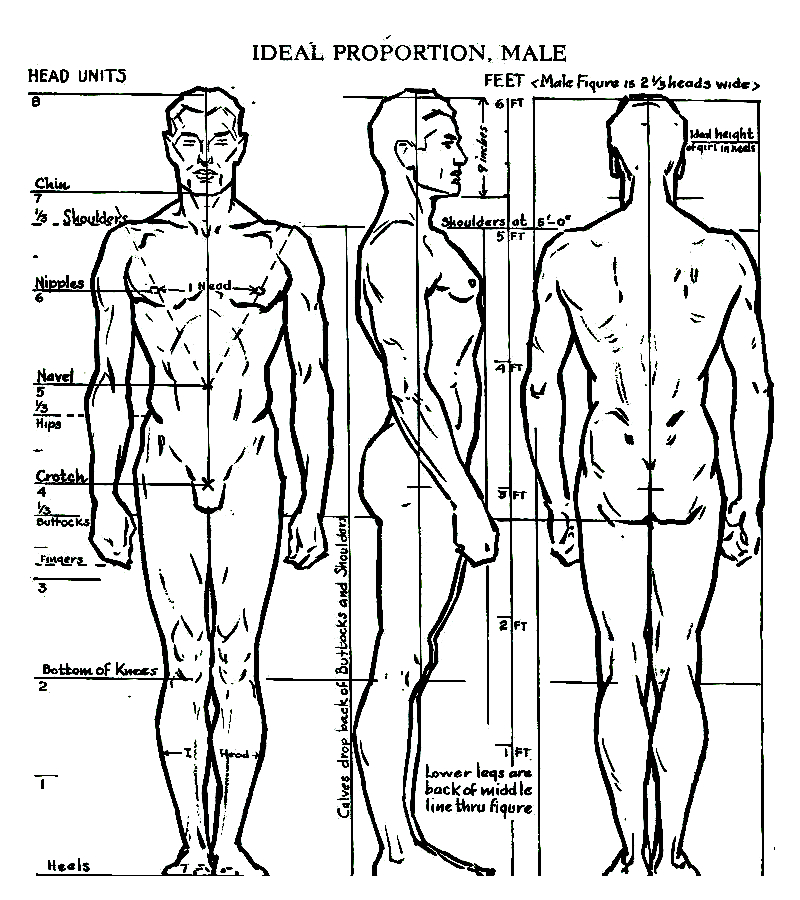 IDEAL PROPORTION, MALE
HEAD UNITS
FEET <Male Figure is 2 1/3 heads wide>
8
6 FT
9 inches
Ideal height
of girl in heels
Chin
7
1/3 Shoulders
Shoulders at 5'-0"
5 FT
Nipples
1 Head
6
4 FT
Navel
5
1/3
Hips
Crotch
4
3 FT
1/3
Buttocks
Fingers
3
2 FT
Calves drop back of Buttocks and Shoulders
Bottom of Knees
2
1 Head
1 FT
Lower legs are
back of middle
line thru figure
1
Heels